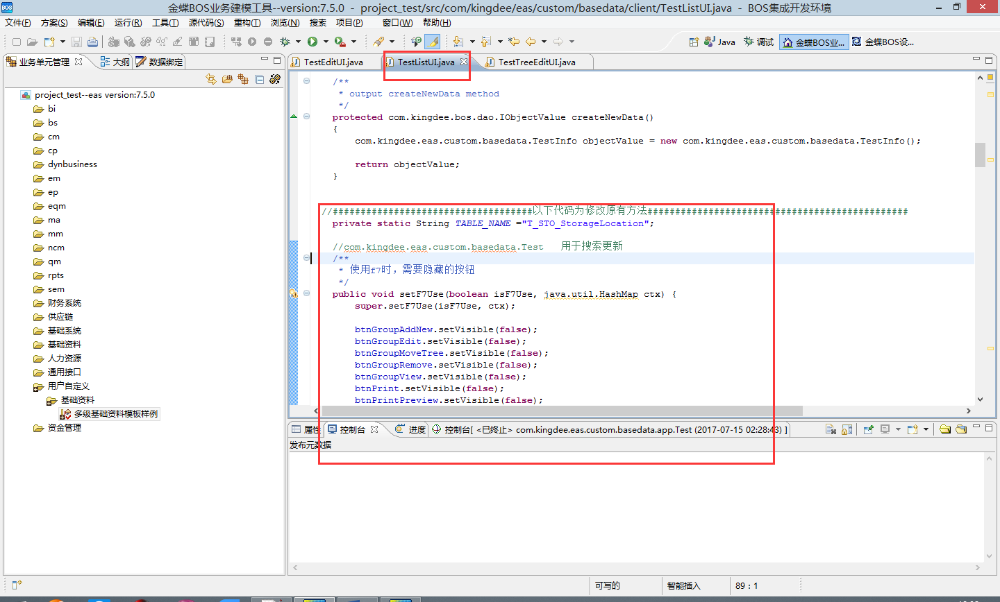 金蝶BOS业务建模工具--version:7.5.0 - project_test/src/com/kingdee/eas/custom/basedata/client/TestListUI.java - BOS集成开发环境
文件(F) 方案(S) 编辑(E) 运行(R) 工具(T) 源代码(S) 重构(T) 浏览(N) 搜索 项目(P) 窗口(W) 帮助(H)
Java 调试 金蝶BOS业... 金蝶BOS设...
业务单元管理 大纲 数据绑定
project_test--eas version:7.5.0
bi
bs
cm
cp
dynbusiness
em
ep
eqm
ma
mm
ncm
qm
rpts
sem
财务系统
供应链
基础系统
基础资料
人力资源
通用接口
用户自定义
基础资料
多级基础资料模板样例
资金管理
TestEditUI.java TestListUI.java TestTreeEditUI.java
/**
* output createNewData method
*/
protected com.kingdee.bos.dao.IObjectValue createNewData()
{
com.kingdee.eas.custom.basedata.TestInfo objectValue = new com.kingdee.eas.custom.basedata.TestInfo();
return objectValue;
}
//####################################以下代码为修改原有方法###############################################
private static String TABLE_NAME ="T_STO_StorageLocation";
//com.kingdee.eas.custom.basedata.Test 用于搜索更新
/**
* 使用f7时，需要隐藏的按钮
*/
public void setF7Use(boolean isF7Use, java.util.HashMap ctx) {
super.setF7Use(isF7Use, ctx);
btnGroupAddNew.setVisible(false);
btnGroupEdit.setVisible(false);
btnGroupMoveTree.setVisible(false);
btnGroupRemove.setVisible(false);
btnGroupView.setVisible(false);
btnPrint.setVisible(false);
btnPrintPreview.setVisible(false);
属性 控制台 进度 控制台[ <已终止> com.kingdee.eas.custom.basedata.app.Test (2017-07-15 02:28:43) ]
发布元数据
可写的 智能插入 89 : 1